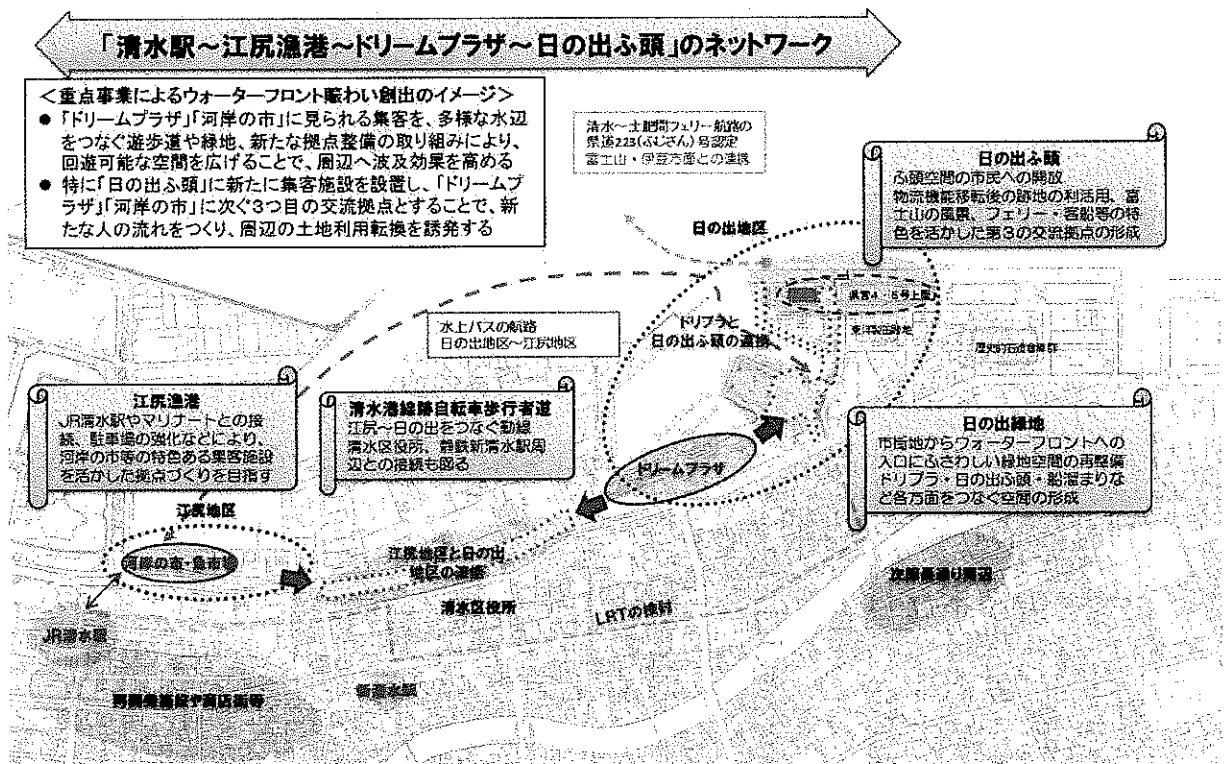 「清水駅～江尻漁港～ドリームプラザ～日の出ふ頭」のネットワーク
＜重点事業によるウォーターフロント賑わい創出のイメージ＞
● 「ドリームプラザ」「河岸の市」に見られる集客を、多様な水辺
をつなぐ遊歩道や緑地、新たな拠点整備の取り組みにより、
回遊可能な空間を広げることで、周辺へ波及効果を高める
● 特に「日の出ふ頭」に新たに集客施設を設置し、「ドリームプ
ラザ」「河岸の市」に次ぐ3つ目の交流拠点とすることで、新
たな人の流れをつくり、周辺の土地利用転換を誘発する
清水～土肥間フェリー航路の
県道223(ふじさん)号認定
富士山・伊豆方面との連携
日の出ふ頭
ふ頭空間の市民への開放
物流機能移転後の跡地の利活用、富
士山の風景、フェリー・客船等の特
色を活かした第3の交流拠点の形成
日の出地区
県営4・5号上屋
水上バスの航路
日の出地区～江尻地区
ドリプラと
日の出ふ頭の連携
江尻漁港
JR清水駅やマリナートとの接
続、駐車場の強化などにより、
河岸の市等の特色ある集客施設
を活かした拠点づくりを目指す
清水港線跡自転車歩行者道
江尻～日の出をつなぐ動線
清水区役所、静鉄新清水駅周
辺との接続も図る
日の出緑地
市街地からウォーターフロントへの
入口にふさわしい緑地空間の再整備
ドリプラ・日の出ふ頭・船溜まりな
ど各方面をつなぐ空間の形成
ドリームプラザ
江尻地区
河岸の市・魚市場
江尻地区と日の出
地区の連携
次郎長通り周辺
清水区役所
LRTの検討
JR清水駅
新清水駅
再開発施設や商店街等